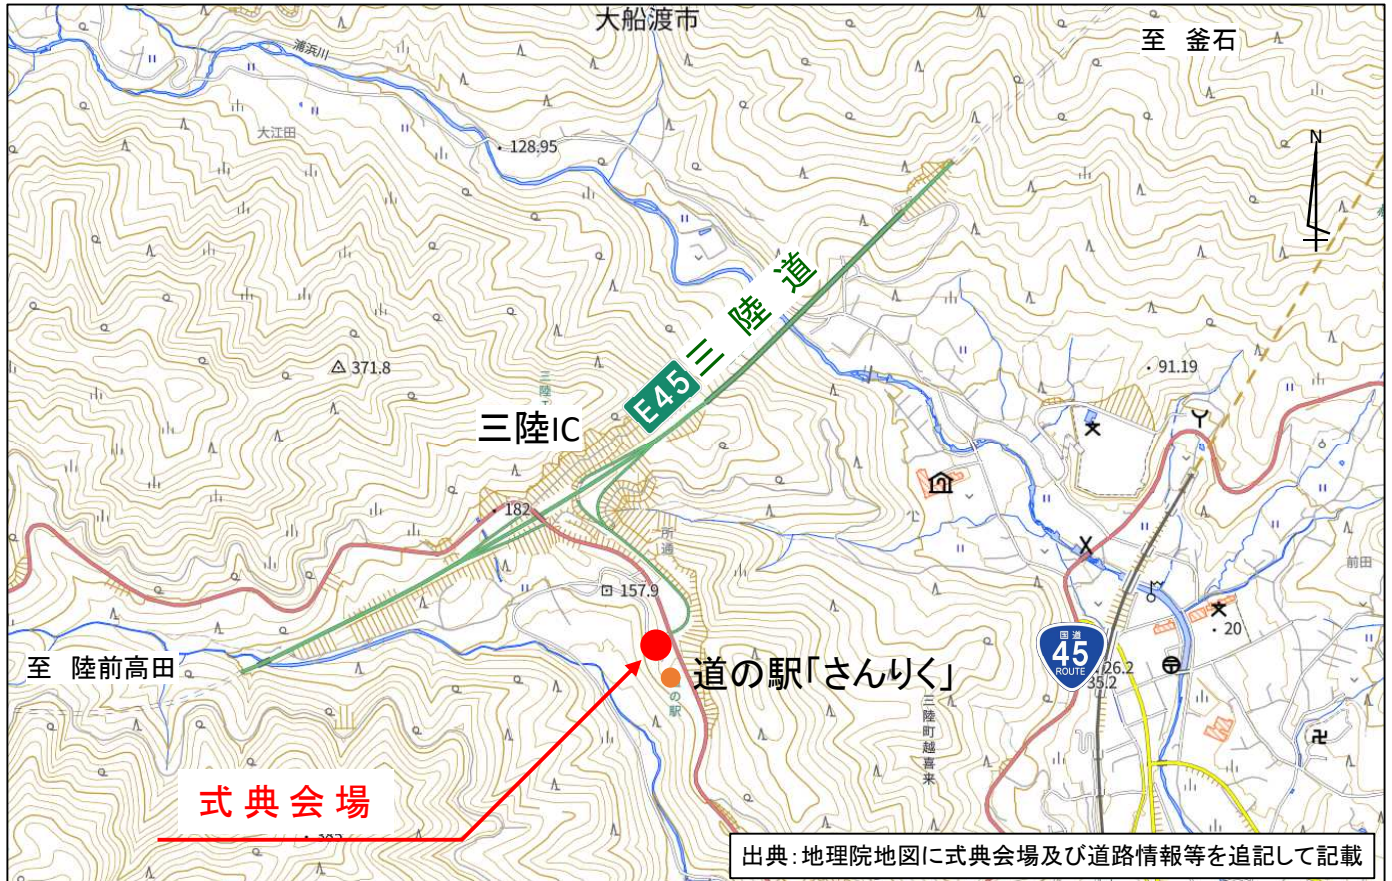 大船渡市
至 釜石
浦浜川
大江田
128.95
N
三陸道
371.8
91.19
E45
三陸IC
182
所通
前田
157.9
国道
45
ROUTE
20
26.2
35.2
至 陸前高田
道の駅「さんりく」
の駅
三陸町越喜来
式典会場
出典：地理院地図に式典会場及び道路情報等を追記して記載